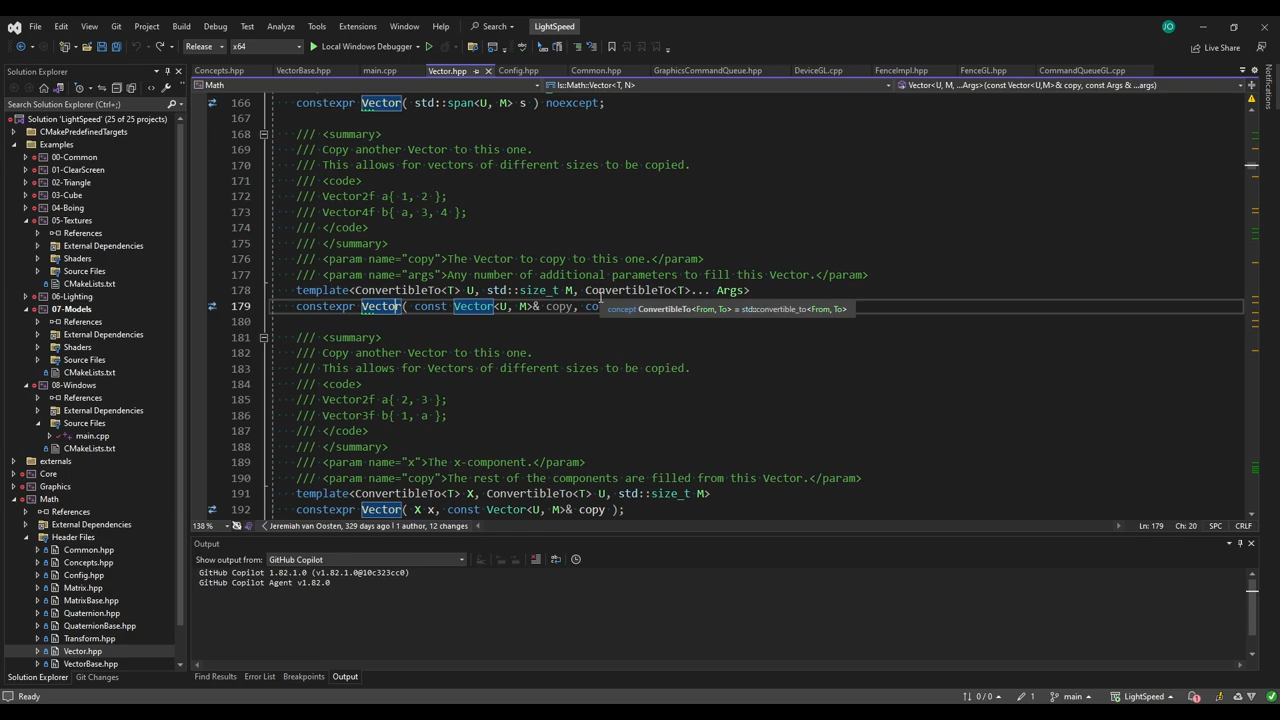 File Edit View Git Project Build Debug Test Analyze Tools Extensions Window Help Search LightSpeed JO
Release x64 Local Windows Debugger Live Share
Solution Explorer
Search Solution Explorer (Ctrl+;)
Solution 'LightSpeed' (25 of 25 projects)
CMakePredefinedTargets
Examples
00-Common
01-ClearScreen
02-Triangle
03-Cube
04-Boing
05-Textures
References
External Dependencies
Shaders
Source Files
CMakeLists.txt
06-Lighting
07-Models
References
External Dependencies
Shaders
Source Files
CMakeLists.txt
08-Windows
References
External Dependencies
Source Files
main.cpp
CMakeLists.txt
externals
Core
Graphics
Math
References
External Dependencies
Header Files
Common.hpp
Concepts.hpp
Config.hpp
Matrix.hpp
MatrixBase.hpp
Quaternion.hpp
QuaternionBase.hpp
Transform.hpp
Vector.hpp
VectorBase.hpp
Solution Explorer Git Changes
Concepts.hpp VectorBase.hpp main.cpp Vector.hpp Config.hpp Common.hpp GraphicsCommandQueue.hpp DeviceGL.cpp FenceImpl.hpp FenceGL.hpp CommandQueueGL.cpp
Math ls::Math::Vector<T, N> Vector<U, M, ...Args>(const Vector<U, M>& copy, const Args & ...args)
166 constexpr Vector( std::span<U, M> s ) noexcept;
167
168 /// <summary>
169 /// Copy another Vector to this one.
170 /// This allows for vectors of different sizes to be copied.
171 /// <code>
172 /// Vector2f a{ 1, 2 };
173 /// Vector4f b{ a, 3, 4 };
174 /// </code>
175 /// </summary>
176 /// <param name="copy">The Vector to copy to this one.</param>
177 /// <param name="args">Any number of additional parameters to fill this Vector.</param>
178 template<ConvertibleTo<T> U, std::size_t M, ConvertibleTo<T>... Args>
179 constexpr Vector( const Vector<U, M>& copy, co
concept ConvertibleTo<From, To> = std::convertible_to<From, To>
180
181 /// <summary>
182 /// Copy another Vector to this one.
183 /// This allows for Vectors of different sizes to be copied.
184 /// <code>
185 /// Vector2f a{ 2, 3 };
186 /// Vector3f b{ 1, a };
187 /// </code>
188 /// </summary>
189 /// <param name="x">The x-component.</param>
190 /// <param name="copy">The rest of the components are filled from this Vector.</param>
191 template<ConvertibleTo<T> X, ConvertibleTo<T> U, std::size_t M>
192 constexpr Vector( X x, const Vector<U, M>& copy );
138 % Jeremiah van Oosten, 329 days ago | 1 author, 12 changes Ln: 179 Ch: 20 SPC CRLF
Output
Show output from: GitHub Copilot
GitHub Copilot 1.82.1.0 (v1.82.1.0@10c323cc0)
GitHub Copilot Agent v1.82.0
Find Results Error List Breakpoints Output
Notifications
Ready 0 / 0 1 main LightSpeed 1